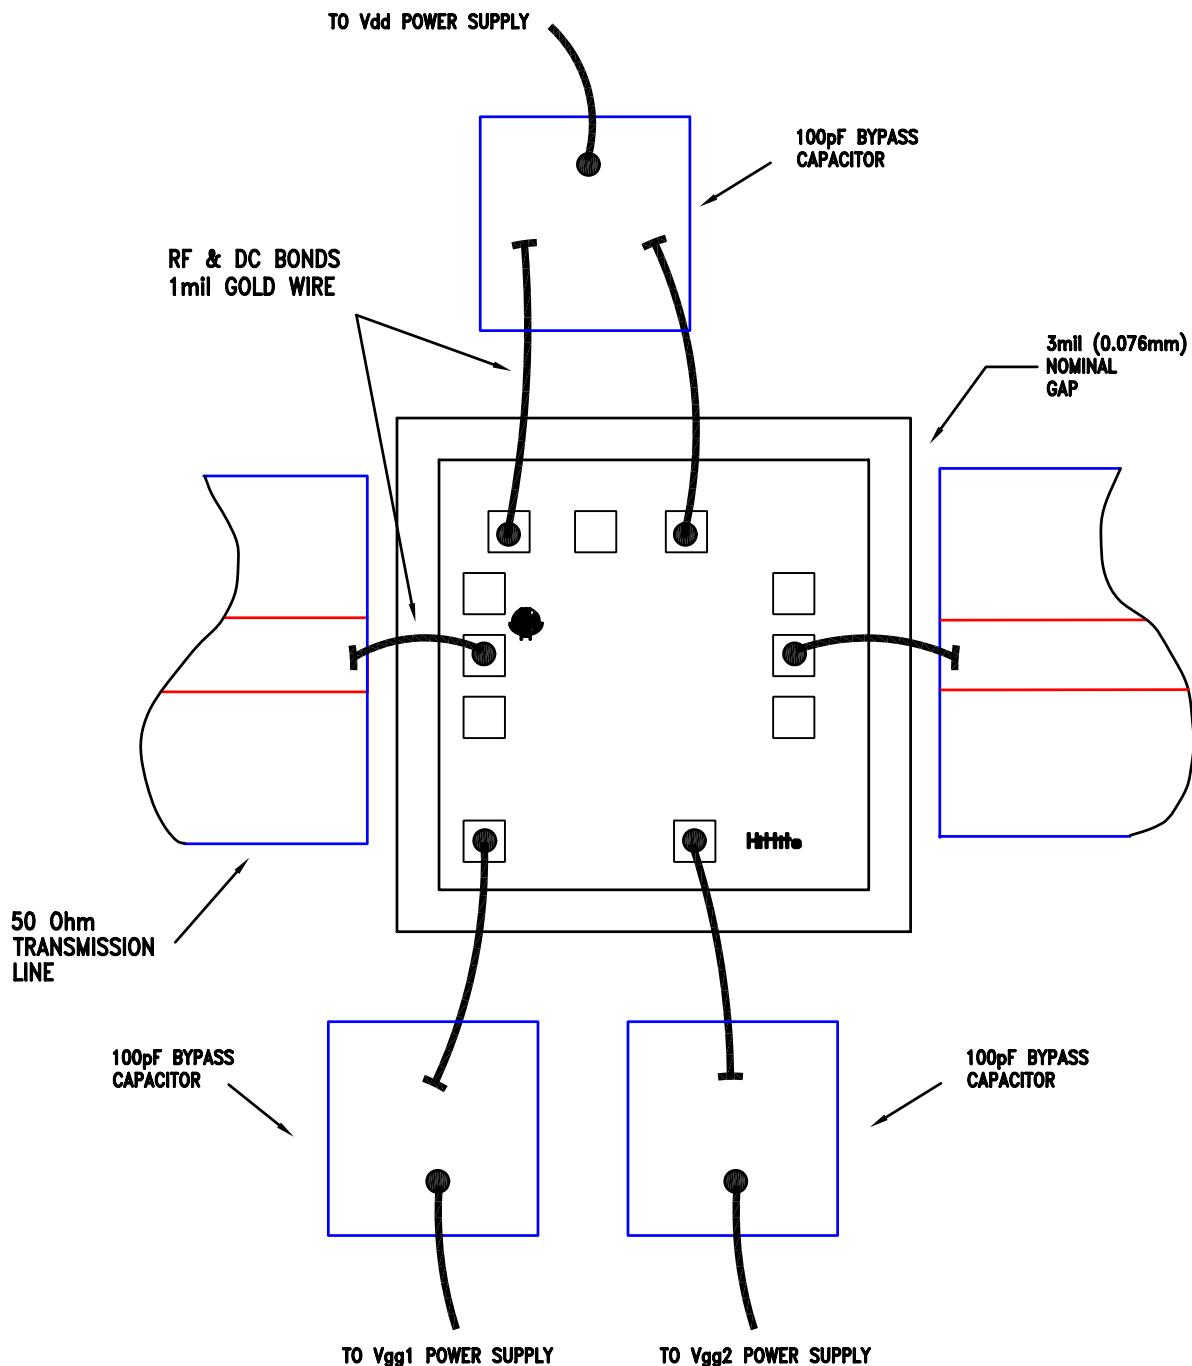 TO Vdd POWER SUPPLY
100pF BYPASS
CAPACITOR
RF & DC BONDS
1mil GOLD WIRE
3mil (0.076mm)
NOMINAL
GAP
Hittite
50 Ohm
TRANSMISSION
LINE
100pF BYPASS
CAPACITOR
100pF BYPASS
CAPACITOR
TO Vgg1 POWER SUPPLY
TO Vgg2 POWER SUPPLY